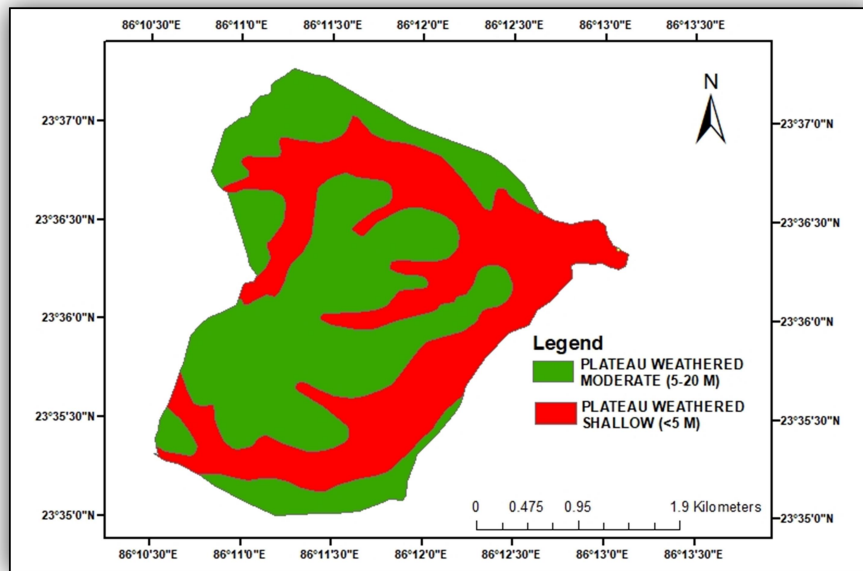 86°10'30"E 86°11'0"E 86°11'30"E 86°12'0"E 86°12'30"E 86°13'0"E 86°13'30"E
N
23°37'0"N 23°37'0"N
23°36'30"N 23°36'30"N
23°36'0"N 23°36'0"N
Legend
PLATEAU WEATHERED
MODERATE (5-20 M)
PLATEAU WEATHERED
SHALLOW (<5 M)
23°35'30"N 23°35'30"N
0 0.475 0.95 1.9 Kilometers
23°35'0"N 23°35'0"N
86°10'30"E 86°11'0"E 86°11'30"E 86°12'0"E 86°12'30"E 86°13'0"E 86°13'30"E